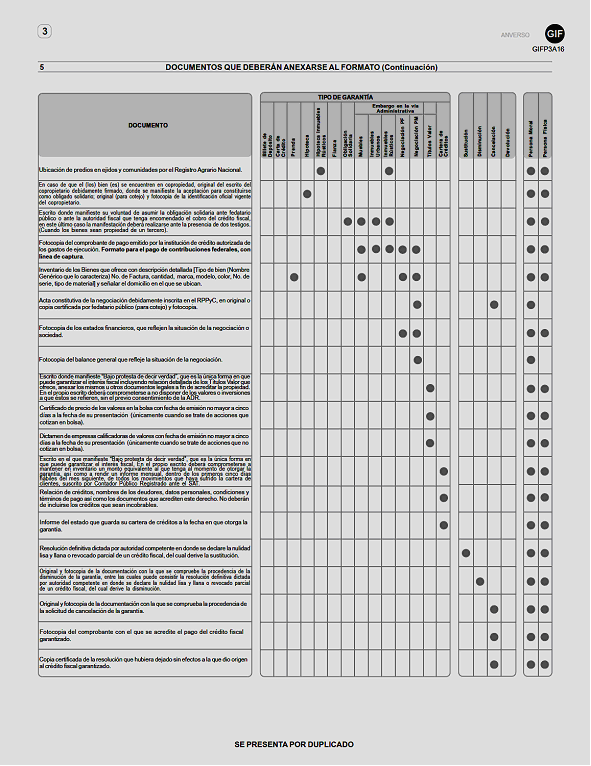 3
ANVERSO
GIF
GIFP3A16
5
DOCUMENTOS QUE DEBERÁN ANEXARSE AL FORMATO (Continuación)
DOCUMENTO
TIPO DE GARANTÍA
Embargo en la vía
Administrativa
Billete de
Depósito
Carta de
Crédito
Prenda
Hipoteca
Hipoteca Inmuebles
Rústicos
Fianza
Obligación
Solidaria
Muebles
Inmuebles
Urbanos
Inmuebles
Rústicos
Negociación PF
Negociación PM
Títulos Valor
Cartera de
Créditos
Sustitución
Disminución
Cancelación
Devolución
Persona Moral
Persona Física
Ubicación de predios en ejidos y comunidades por el Registro Agrario Nacional.
En caso de que el (los) bien (es) se encuentren en copropiedad, original del escrito del
copropietario debidamente firmado, donde se manifieste la aceptación para constituirse
como obligado solidario; original (para cotejo) y fotocopia de la identificación oficial vigente
del copropietario.
Escrito donde manifieste su voluntad de asumir la obligación solidaria ante fedatario
público o ante la autoridad fiscal que tenga encomendado el cobro del crédito fiscal,
en este último caso la manifestación deberá realizarse ante la presencia de dos testigos.
(Cuando los bienes sean propiedad de un tercero).
Fotocopia del comprobante de pago emitido por la institución de crédito autorizada de
los gastos de ejecución. Formato para el pago de contribuciones federales, con
línea de captura.
Inventario de los Bienes que ofrece con descripción detallada [Tipo de bien (Nombre
Genérico que lo caracteriza) No. de Factura, cantidad, marca, modelo, color, No. de
serie, tipo de material] y señalar el domicilio en el que se ubican.
Acta constitutiva de la negociación debidamente inscrita en el RPPyC, en original o
copia certificada por fedatario público (para cotejo) y fotocopia.
Fotocopia de los estados financieros, que reflejen la situación de la negociación o
sociedad.
Fotocopia del balance general que refleje la situación de la negociación.
Escrito donde manifieste "Bajo protesta de decir verdad", que es la única forma en que
puede garantizar el interés fiscal incluyendo relación detallada de los Títulos Valor que
ofrece, anexar los mismos u otros documentos legales a fin de acreditar la propiedad.
En el propio escrito deberá comprometerse a no disponer de los valores o inversiones
a que éstos se refieren, sin el previo consentimiento de la ALR.
Certificado de precio de los valores en la bolsa con fecha de emisión no mayor a cinco
días a la fecha de su presentación (únicamente cuando se trate de acciones que
cotizan en bolsa).
Dictamen de empresas calificadoras de valores con fecha de emisión no mayor a cinco
días a la fecha de su presentación (únicamente cuando se trate de acciones que no
cotizan en bolsa).
Escrito en el que manifieste "Bajo protesta de decir verdad", que es la única forma en
que puede garantizar el interés fiscal, En el propio escrito deberá comprometerse a
mantener en inventario un monto equivalente al que tenga al momento de otorgar la
garantía, así como a rendir un informe mensual, dentro de los primeros cinco días
hábiles del mes siguiente, de todos los movimientos que haya sufrido la cartera de
clientes, suscrito por Contador Público Registrado ante el SAT.
Relación de créditos, nombres de los deudores, datos personales, condiciones y
términos de pago así como los documentos que acrediten este derecho. No deberán
de incluirse los créditos que sean incobrables.
Informe del estado que guarda su cartera de créditos a la fecha en que otorga la
garantía.
Resolución definitiva dictada por autoridad competente en donde se declare la nulidad
lisa y llana o revocado parcial de un crédito fiscal, del cual derive la sustitución.
Original y fotocopia de la documentación con la que se compruebe la procedencia de la
disminución de la garantía, entre las cuales puede consistir la resolución definitiva dictada
por autoridad competente en donde se declare la nulidad lisa y llana o revocado parcial
de un crédito fiscal, del cual derive la disminución.
Original y fotocopia de la documentación con la que se comprueba la procedencia de
la solicitud de cancelación de la garantía.
Fotocopia del comprobante con el que se acredite el pago del crédito fiscal
garantizado.
Copia certificada de la resolución que hubiera dejado sin efectos a la que dio origen
al crédito fiscal garantizado.
SE PRESENTA POR DUPLICADO